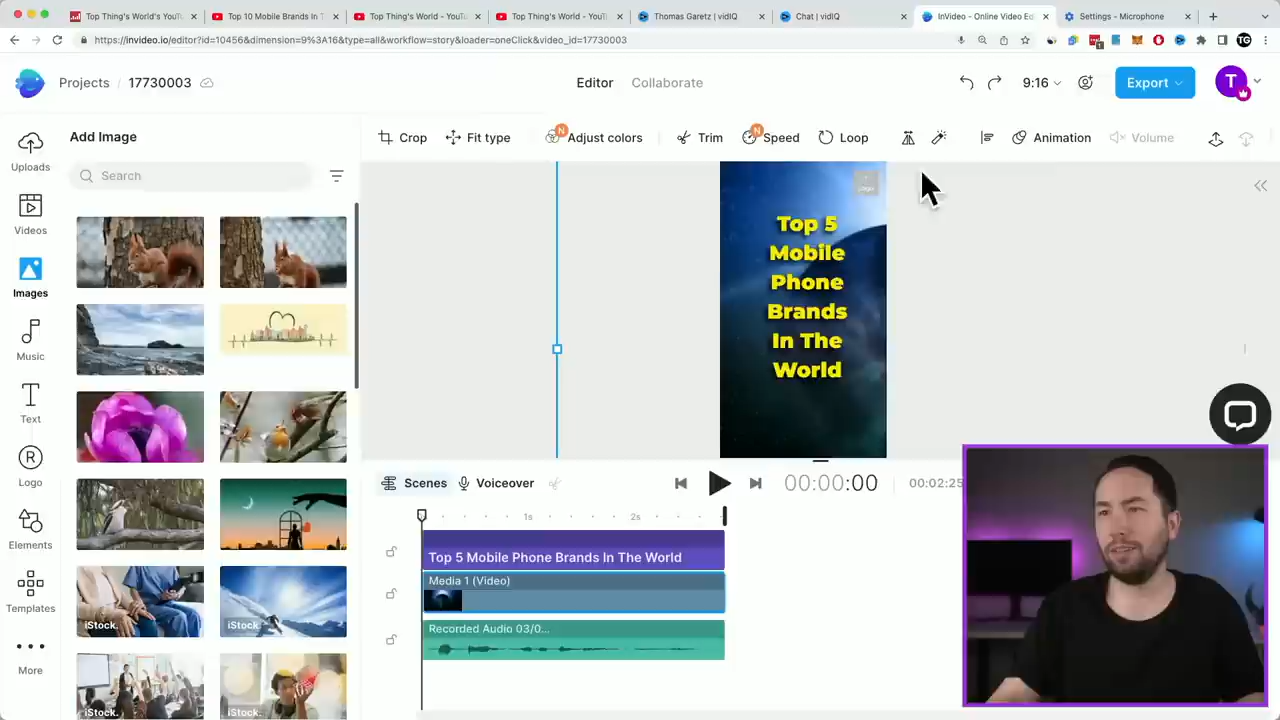 Top Thing's World's YouTu
Top 10 Mobile Brands In T
Top Thing's World - YouTu
Top Thing's World - YouTu
Thomas Garetz | vidIQ
Chat | vidIQ
InVideo - Online Video Ed
Settings - Microphone
https://invideo.io/editor?id=10456&dimension=9%3A16&type=all&workflow=story&loader=oneClick&video_id=17730003
TG
Projects / 17730003
Editor
Collaborate
9:16
Export
T
Uploads
Videos
Images
Music
Text
R
Logo
Elements
Templates
More
Add Image
Search
iStock.
iStock.
iStock.
iStock.
Crop
Fit type
N
Adjust colors
Trim
N
Speed
Loop
Animation
Volume
Logo
Top 5
Mobile
Phone
Brands
In The
World
Scenes
Voiceover
00:00:00
00:02:25
1s
2s
Top 5 Mobile Phone Brands In The World
Media 1 (Video)
Recorded Audio 03/0...